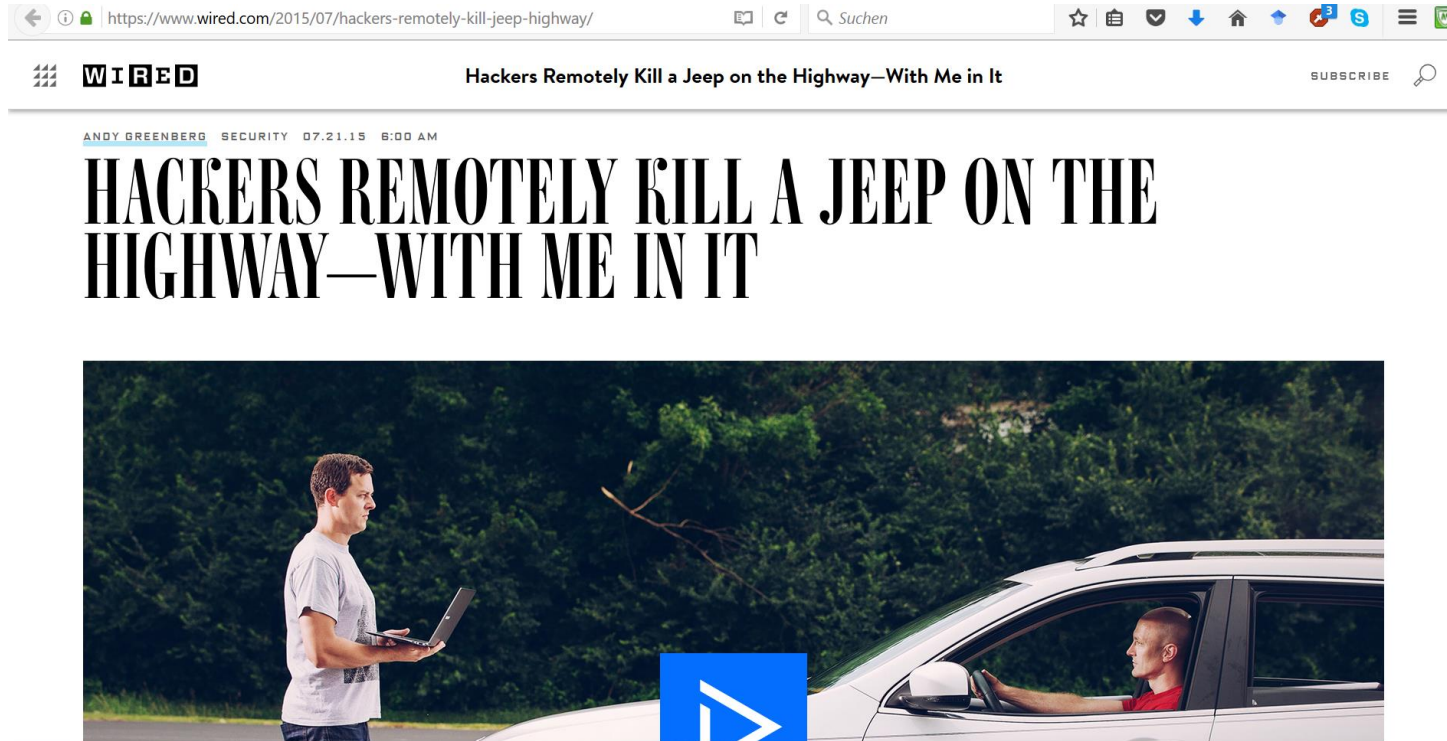 https://www.wired.com/2015/07/hackers-remotely-kill-jeep-highway/ Suchen 3 S
WIRED Hackers Remotely Kill a Jeep on the Highway—With Me in It SUBSCRIBE
ANDY GREENBERG SECURITY 07.21.15 6:00 AM
HACKERS REMOTELY KILL A JEEP ON THE
HIGHWAY—WITH ME IN IT